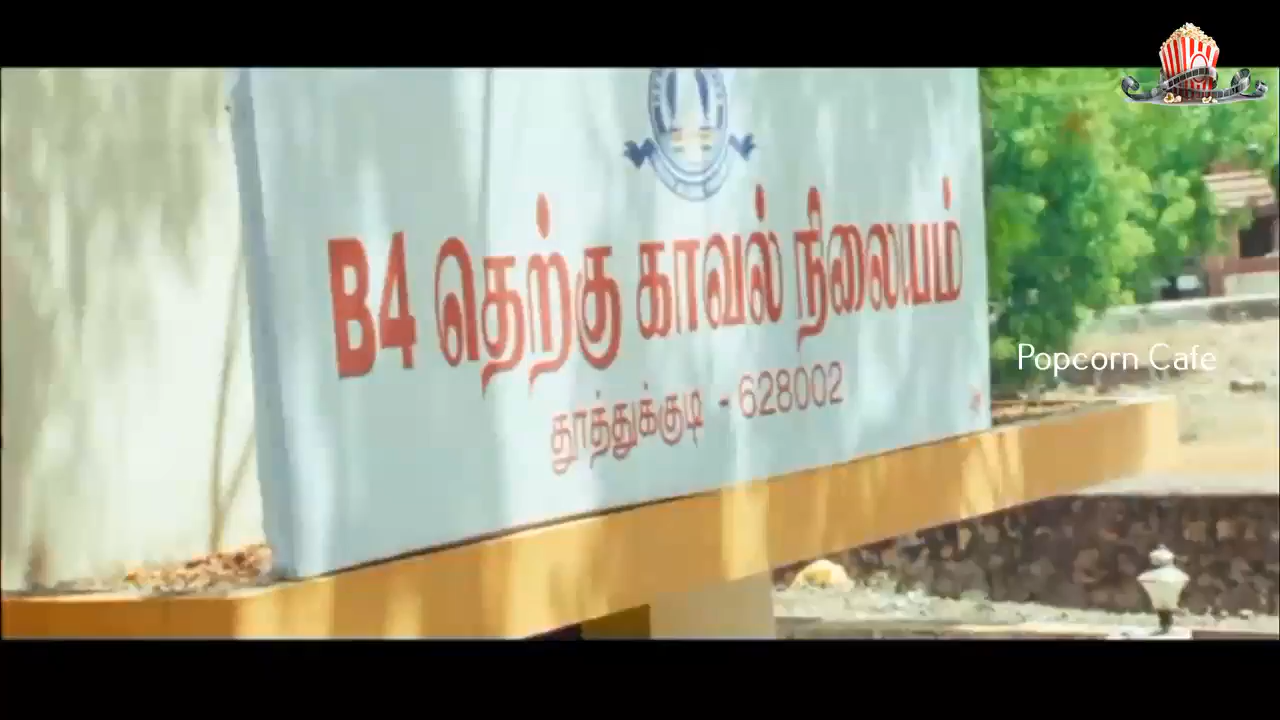 B4 தெற்கு காவல் நிலையம்
தூத்துக்குடி - 628002
Popcorn Cafe